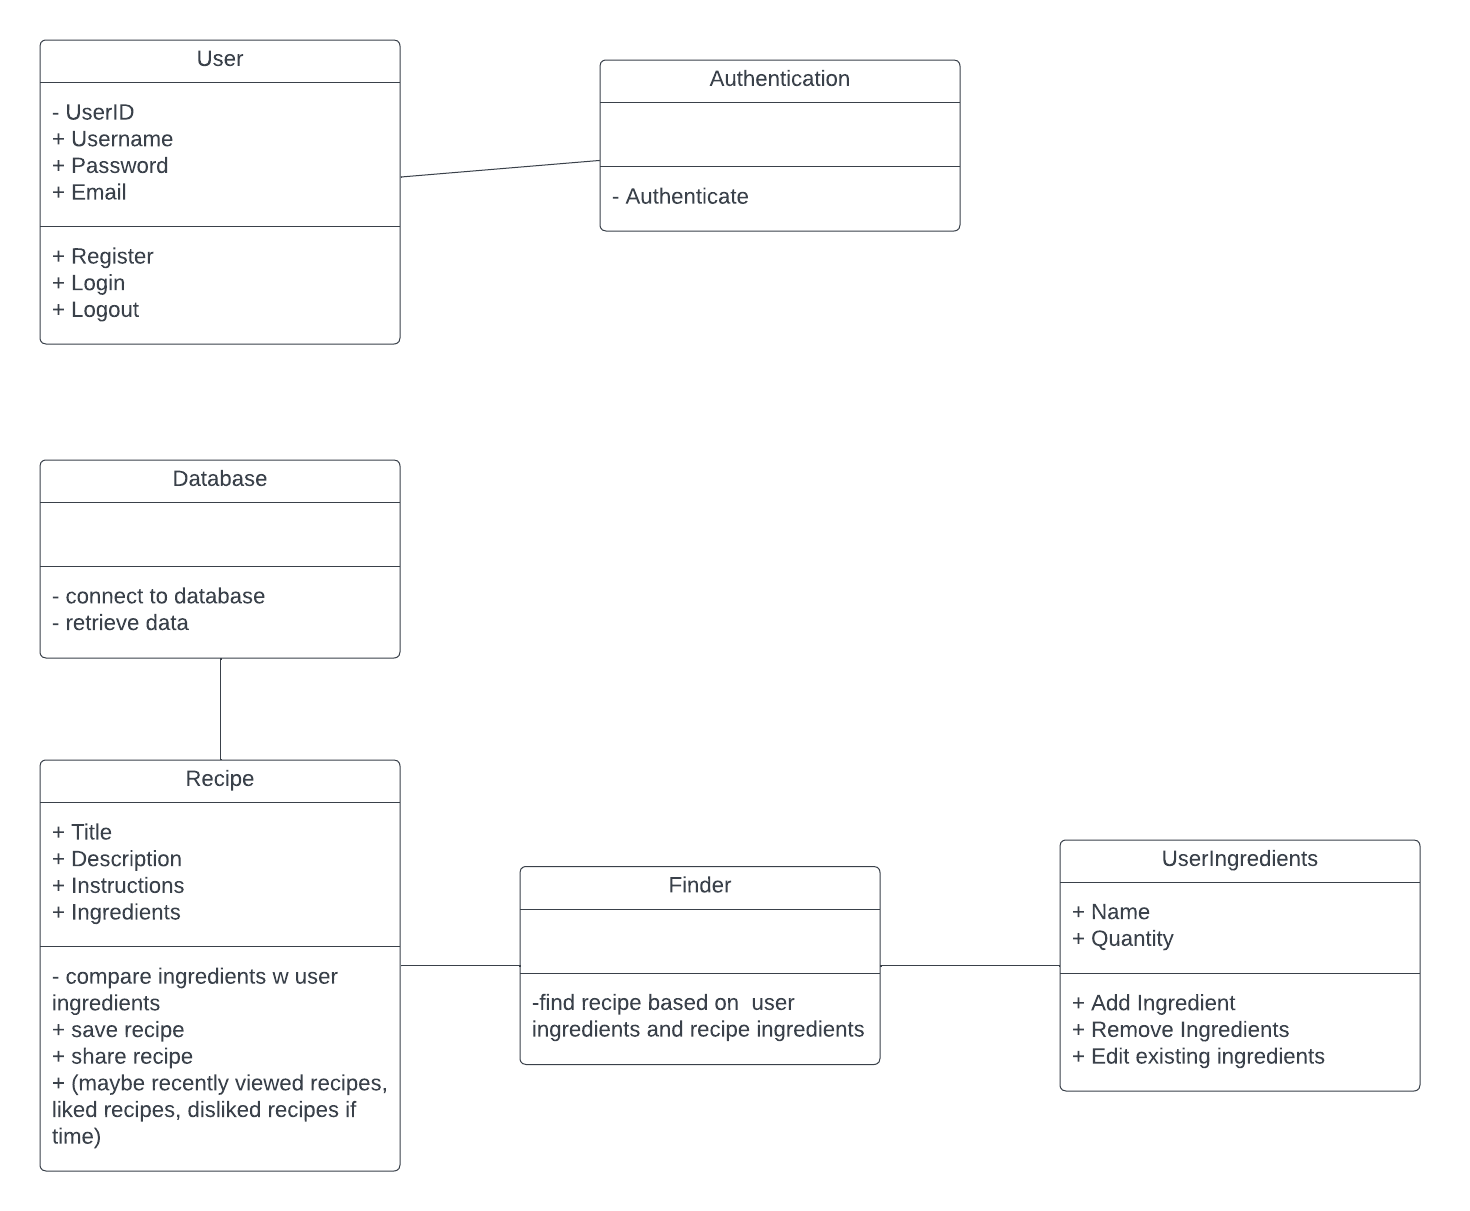 User
- UserID
+ Username
+ Password
+ Email
+ Register
+ Login
+ Logout
Authentication
- Authenticate
Database
- connect to database
- retrieve data
Recipe
+ Title
+ Description
+ Instructions
+ Ingredients
- compare ingredients w user
ingredients
+ save recipe
+ share recipe
+ (maybe recently viewed recipes,
liked recipes, disliked recipes if
time)
Finder
-find recipe based on  user
ingredients and recipe ingredients
UserIngredients
+ Name
+ Quantity
+ Add Ingredient
+ Remove Ingredients
+ Edit existing ingredients